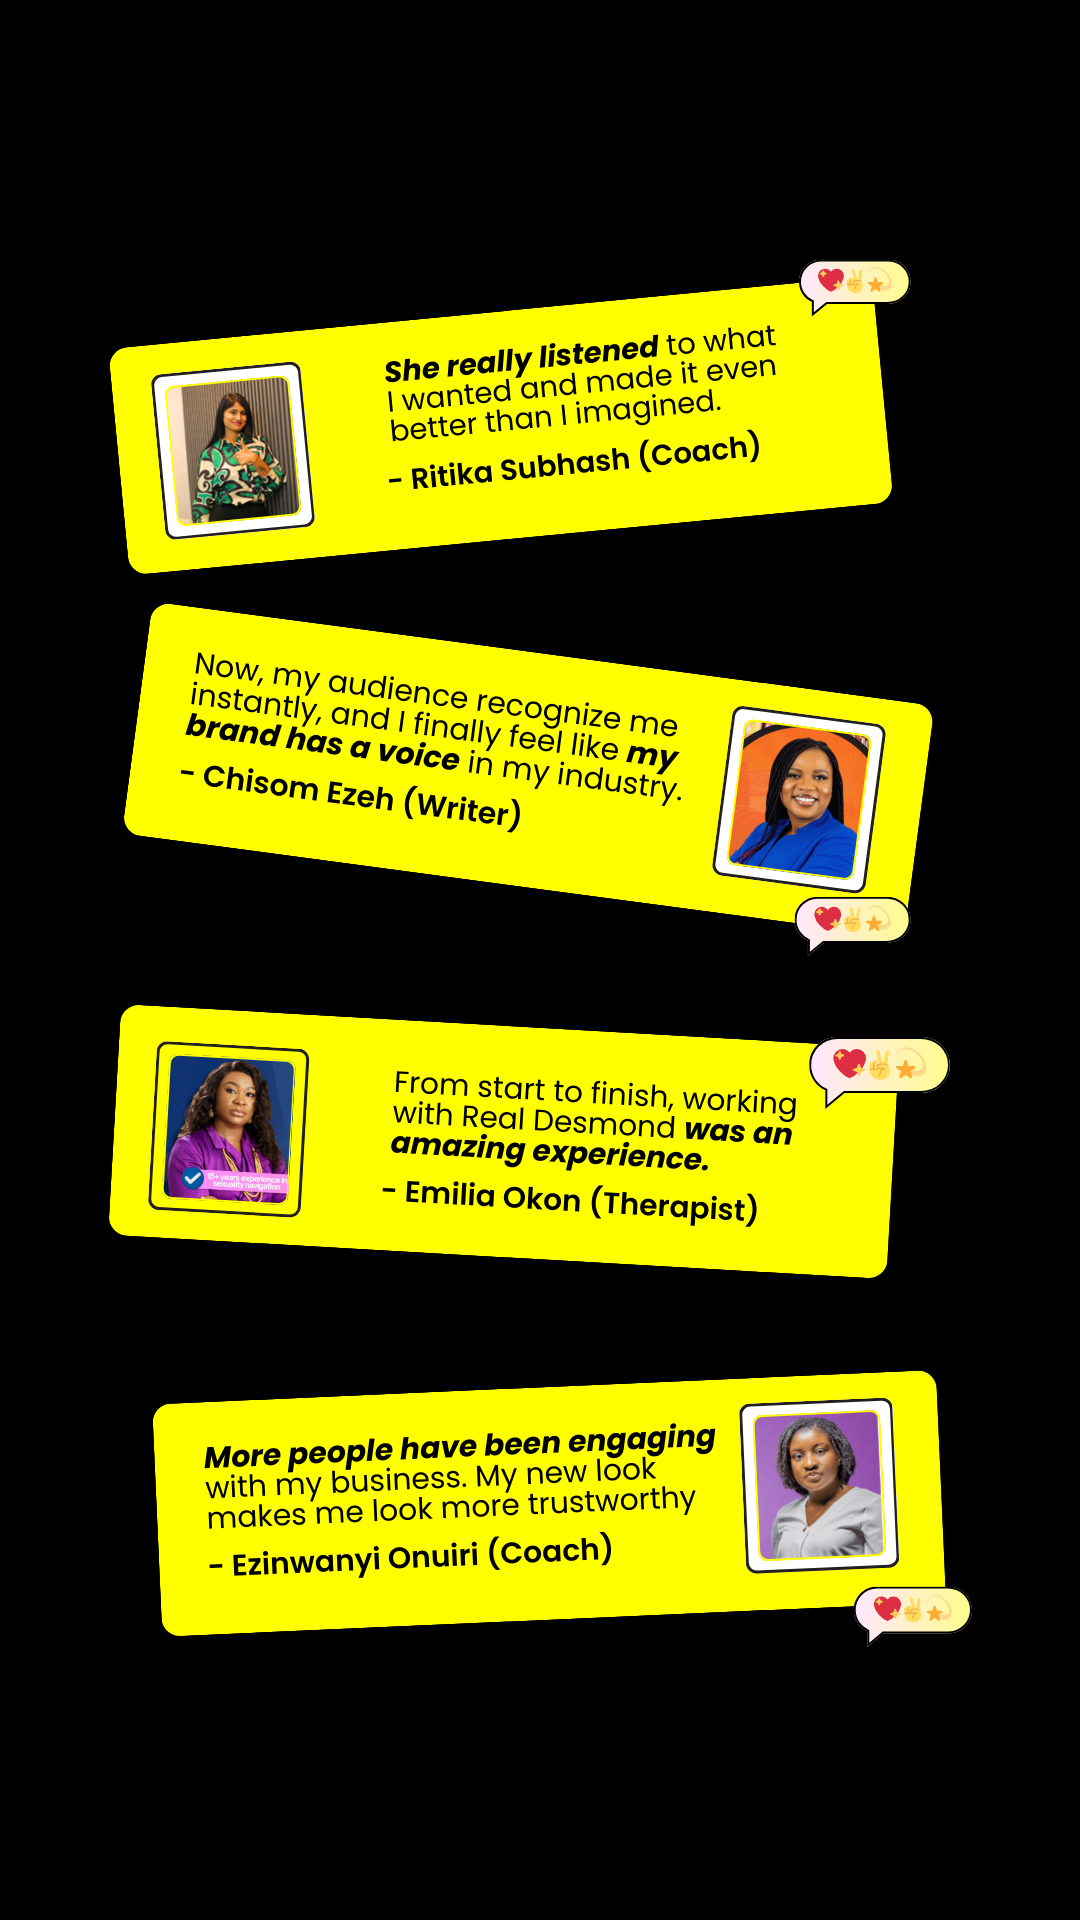 She really listened to what
I wanted and made it even
better than I imagined.
- Ritika Subhash (Coach)
Now, my audience recognize me
instantly, and I finally feel like my
brand has a voice in my industry.
- Chisom Ezeh (Writer)
From start to finish, working
with Real Desmond was an
amazing experience.
- Emilia Okon (Therapist)
15+ years experience in
sexuality navigation
More people have been engaging
with my business. My new look
makes me look more trustworthy
- Ezinwanyi Onuiri (Coach)